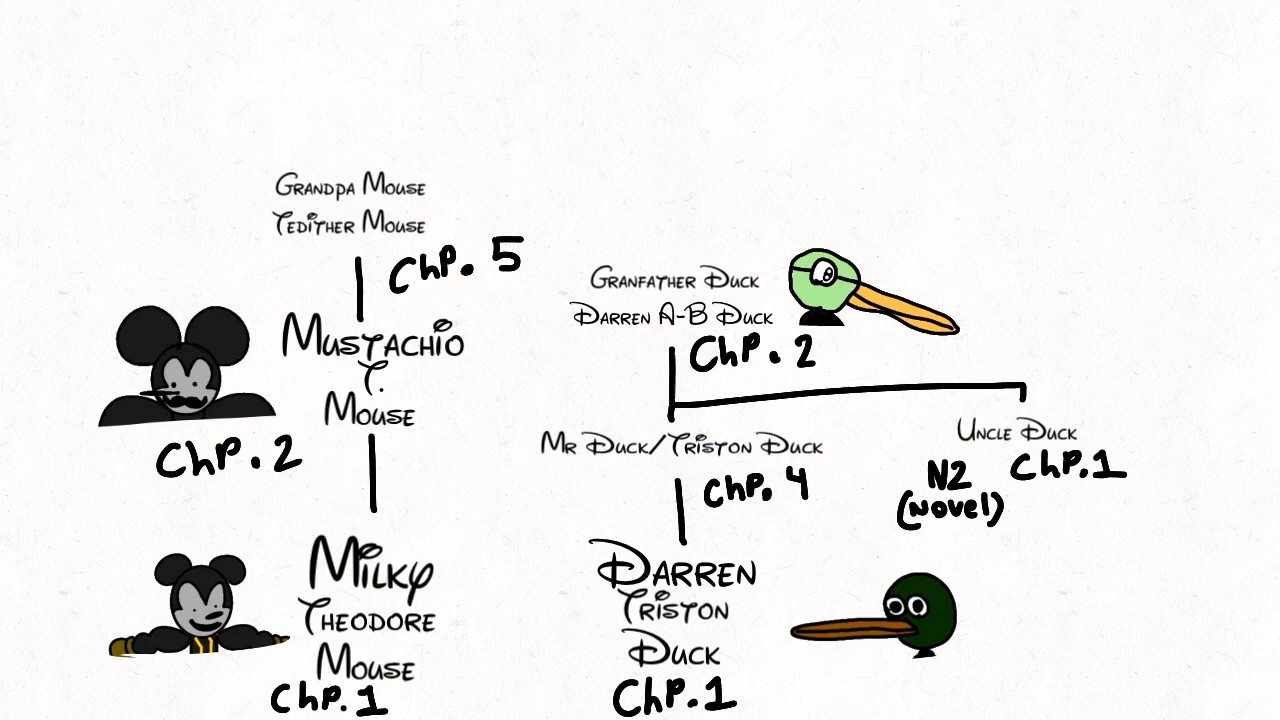 Grandpa Mouse
Tedither Mouse
ChP. 5
Mustachio
T.
Mouse
ChP. 2
Milky
Theodore
Mouse
ChP. 1
Granfather Duck
Darren A-B Duck
ChP. 2
Mr Duck/Triston Duck
ChP. 4
Uncle Duck
N2 ChP. 1
(Novel)
Darren
Triston
Duck
ChP. 1